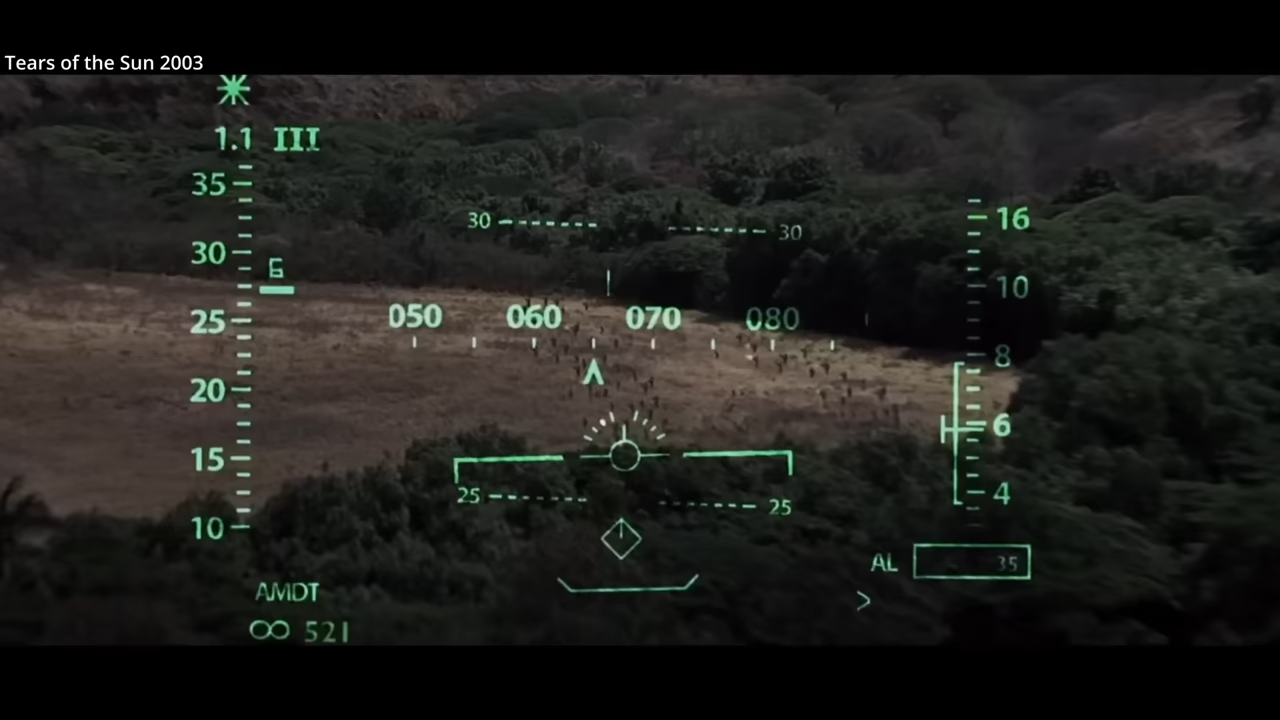 Tears of the Sun 2003
1.1 III
35
30 30
16
30
G
10
050 060 070 080
25
8
20
6
15
25 25
4
10
AL 35
AMDT
∞ 521